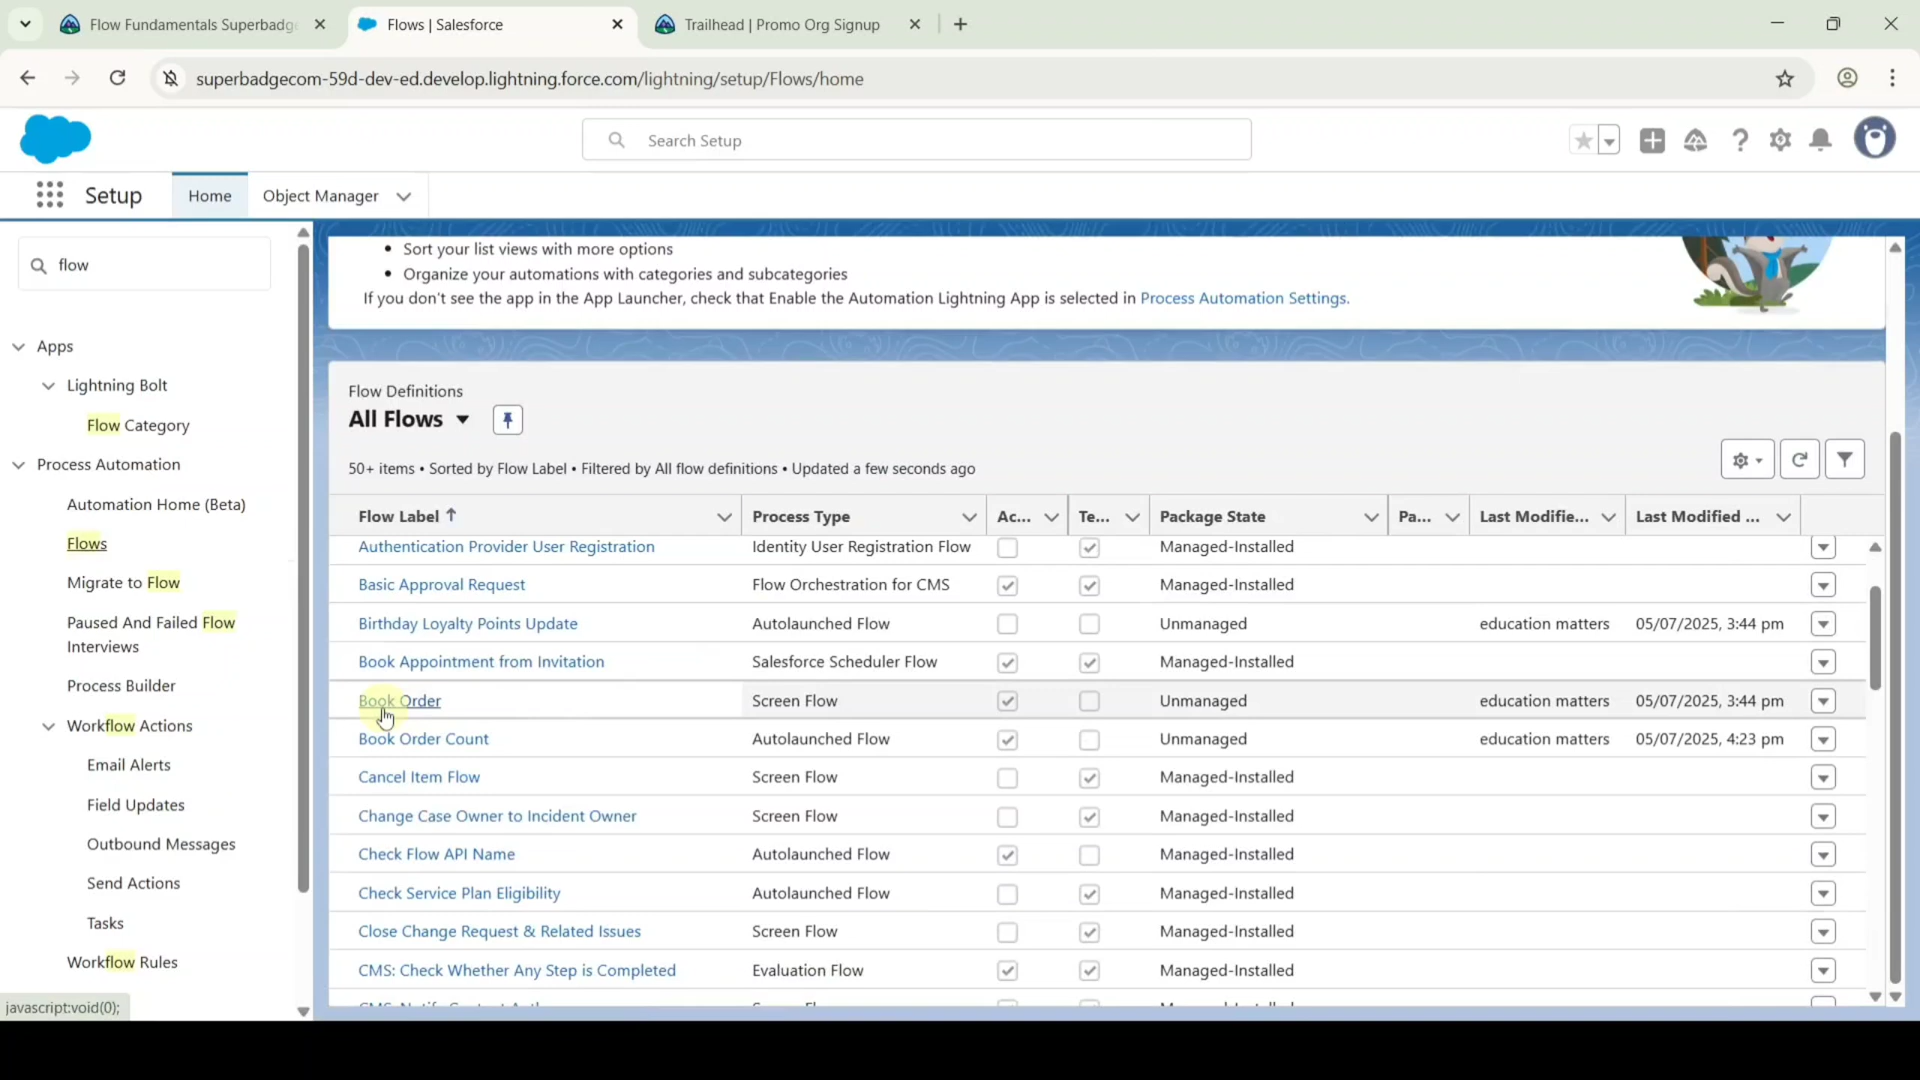 Flow Fundamentals Superbadge
Flows | Salesforce
Trailhead | Promo Org Signup
superbadgecom-59d-dev-ed.develop.lightning.force.com/lightning/setup/Flows/home
Search Setup
Setup
Home
Object Manager
flow
Apps
Lightning Bolt
Flow Category
Process Automation
Automation Home (Beta)
Flows
Migrate to Flow
Paused And Failed Flow
Interviews
Process Builder
Workflow Actions
Email Alerts
Field Updates
Outbound Messages
Send Actions
Tasks
Workflow Rules
javascript:void(0);
• Sort your list views with more options
• Organize your automations with categories and subcategories
If you don't see the app in the App Launcher, check that Enable the Automation Lightning App is selected in Process Automation Settings.
Flow Definitions
All Flows
50+ items • Sorted by Flow Label • Filtered by All flow definitions • Updated a few seconds ago
Flow Label ↑ Process Type Ac... Te... Package State Pa... Last Modifie... Last Modified ...
Authentication Provider User Registration Identity User Registration Flow Managed-Installed
Basic Approval Request Flow Orchestration for CMS Managed-Installed
Birthday Loyalty Points Update Autolaunched Flow Unmanaged education matters 05/07/2025, 3:44 pm
Book Appointment from Invitation Salesforce Scheduler Flow Managed-Installed
Book Order Screen Flow Unmanaged education matters 05/07/2025, 3:44 pm
Book Order Count Autolaunched Flow Unmanaged education matters 05/07/2025, 4:23 pm
Cancel Item Flow Screen Flow Managed-Installed
Change Case Owner to Incident Owner Screen Flow Managed-Installed
Check Flow API Name Autolaunched Flow Managed-Installed
Check Service Plan Eligibility Autolaunched Flow Managed-Installed
Close Change Request & Related Issues Screen Flow Managed-Installed
CMS: Check Whether Any Step is Completed Evaluation Flow Managed-Installed